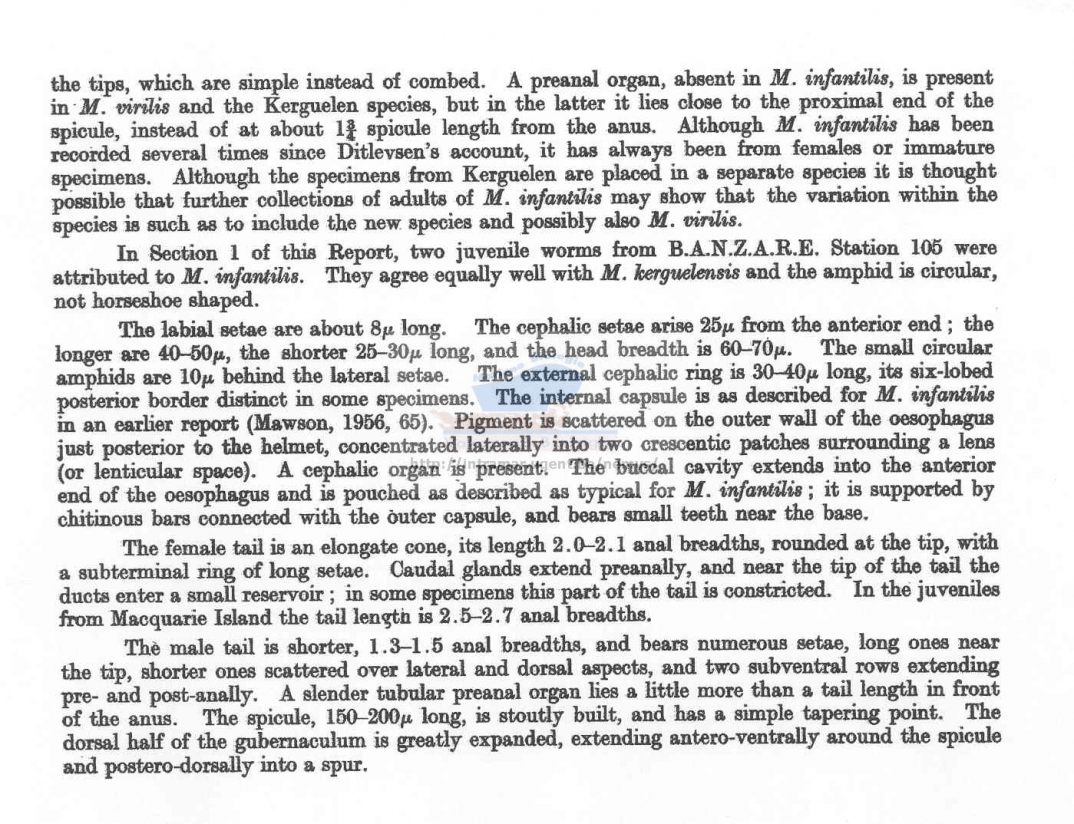 the tips, which are simple instead of combed. A preanal organ, absent in M. infantilis, is present
in M. virilis and the Kerguelen species, but in the latter it lies close to the proximal end of the
spicule, instead of at about 1¾ spicule length from the anus. Although M. infantilis has been
recorded several times since Ditlevsen's account, it has always been from females or immature
specimens. Although the specimens from Kerguelen are placed in a separate species it is thought
possible that further collections of adults of M. infantilis may show that the variation within the
species is such as to include the new species and possibly also M. virilis.
In Section 1 of this Report, two juvenile worms from B.A.N.Z.A.R.E. Station 105 were
attributed to M. infantilis. They agree equally well with M. kerguelensis and the amphid is circular,
not horseshoe shaped.
The labial setae are about 8μ long. The cephalic setae arise 25μ from the anterior end ; the
longer are 40–50μ, the shorter 25–30μ long, and the head breadth is 60–70μ. The small circular
amphids are 10μ behind the lateral setae. The external cephalic ring is 30–40μ long, its six-lobed
posterior border distinct in some specimens. The internal capsule is as described for M. infantilis
in an earlier report (Mawson, 1956, 65). Pigment is scattered on the outer wall of the oesophagus
just posterior to the helmet, concentrated laterally into two crescentic patches surrounding a lens
(or lenticular space). A cephalic organ is present. The buccal cavity extends into the anterior
end of the oesophagus and is pouched as described as typical for M. infantilis ; it is supported by
chitinous bars connected with the outer capsule, and bears small teeth near the base.
The female tail is an elongate cone, its length 2.0–2.1 anal breadths, rounded at the tip, with
a subterminal ring of long setae. Caudal glands extend preanally, and near the tip of the tail the
ducts enter a small reservoir ; in some specimens this part of the tail is constricted. In the juveniles
from Macquarie Island the tail length is 2.5–2.7 anal breadths.
The male tail is shorter, 1.3–1.5 anal breadths, and bears numerous setae, long ones near
the tip, shorter ones scattered over lateral and dorsal aspects, and two subventral rows extending
pre- and post-anally. A slender tubular preanal organ lies a little more than a tail length in front
of the anus. The spicule, 150–200μ long, is stoutly built, and has a simple tapering point. The
dorsal half of the gubernaculum is greatly expanded, extending antero-ventrally around the spicule
and postero-dorsally into a spur.